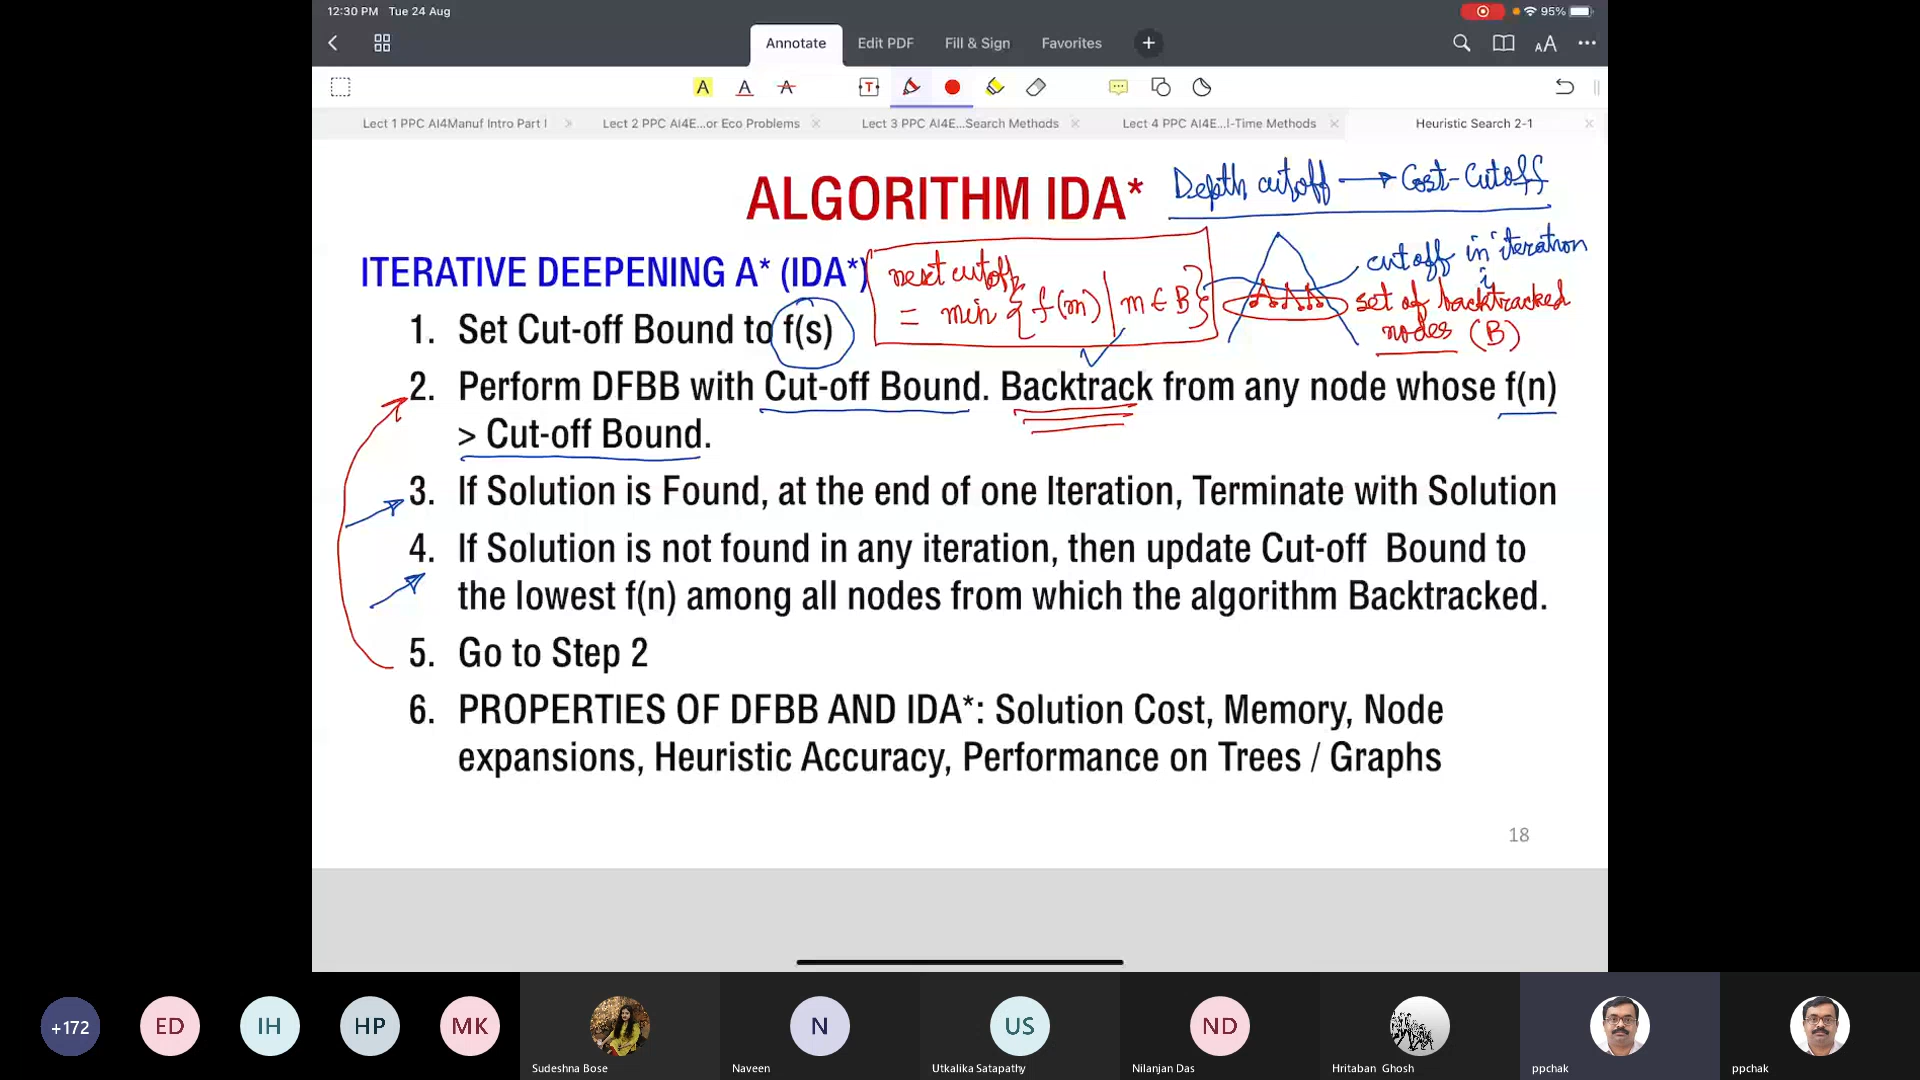 12:30 PM Tue 24 Aug
95%
Annotate
Edit PDF
Fill & Sign
Favorites
Lect 1 PPC AI4Manuf Intro Part I
Lect 2 PPC AI4E...or Eco Problems
Lect 3 PPC AI4E...Search Methods
Lect 4 PPC AI4E...l-Time Methods
Heuristic Search 2-1
ALGORITHM IDA*
Depth cutoff → Cost-Cutoff
ITERATIVE DEEPENING A* (IDA*)
next cutoff
= min { f(m) | m ∈ B }
cutoff in iteration
i
set of backtracked
nodes (B)
1. Set Cut-off Bound to f(s)
2. Perform DFBB with Cut-off Bound. Backtrack from any node whose f(n)
> Cut-off Bound.
3. If Solution is Found, at the end of one Iteration, Terminate with Solution
4. If Solution is not found in any iteration, then update Cut-off Bound to
the lowest f(n) among all nodes from which the algorithm Backtracked.
5. Go to Step 2
6. PROPERTIES OF DFBB AND IDA*: Solution Cost, Memory, Node
expansions, Heuristic Accuracy, Performance on Trees / Graphs
18
+172
ED
IH
HP
MK
N
US
ND
Sudeshna Bose
Naveen
Utkalika Satapathy
Nilanjan Das
Hritaban Ghosh
ppchak
ppchak